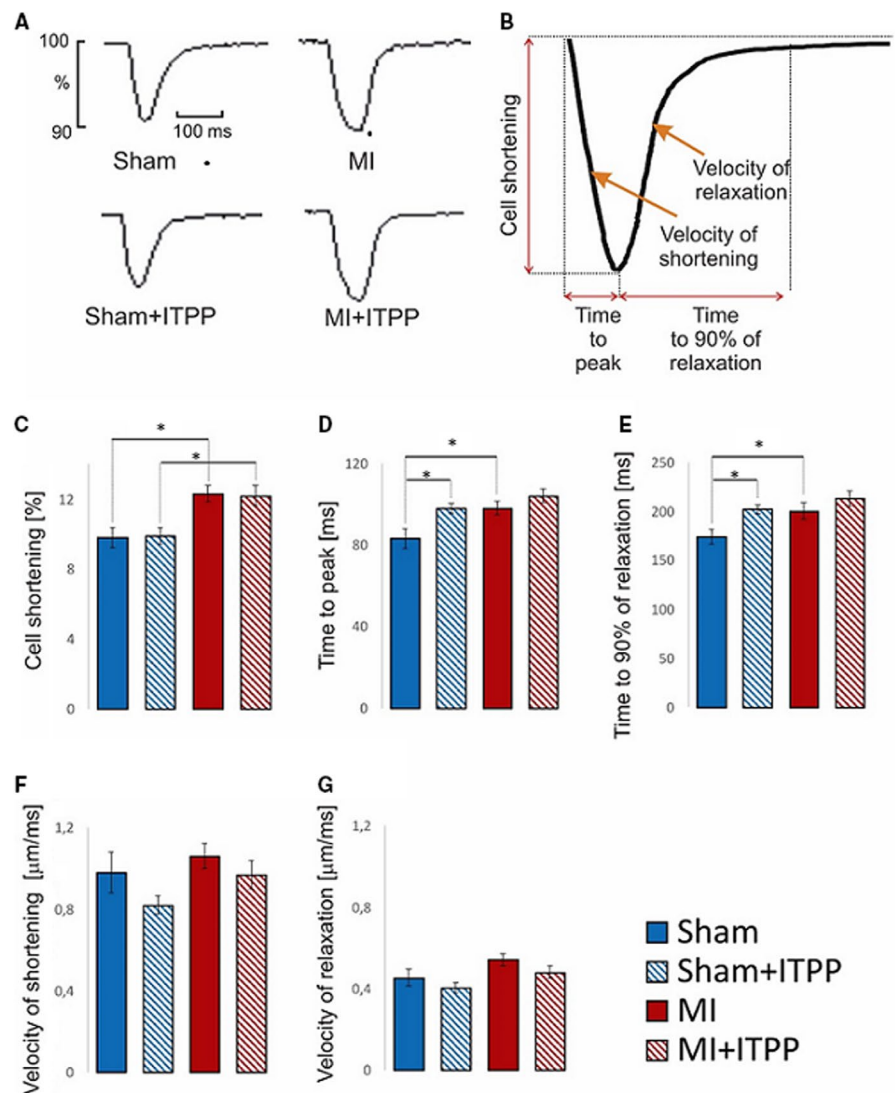 A
100
%
90
100 ms
Sham
MI
Sham+ITPP
MI+ITPP
B
Cell shortening
Velocity of
relaxation
Velocity of
shortening
Time
to
peak
Time
to 90% of
relaxation
C
Cell shortening [%]
12
8
4
0
*
*
D
Time to peak [ms]
120
80
40
0
*
*
E
Time to 90% of relaxation [ms]
250
200
150
100
50
0
*
*
F
Velocity of shortening [µm/ms]
1,2
0,8
0,4
0
G
Velocity of relaxation [µm/ms]
1,2
0,8
0,4
0
Sham
Sham+ITPP
MI
MI+ITPP